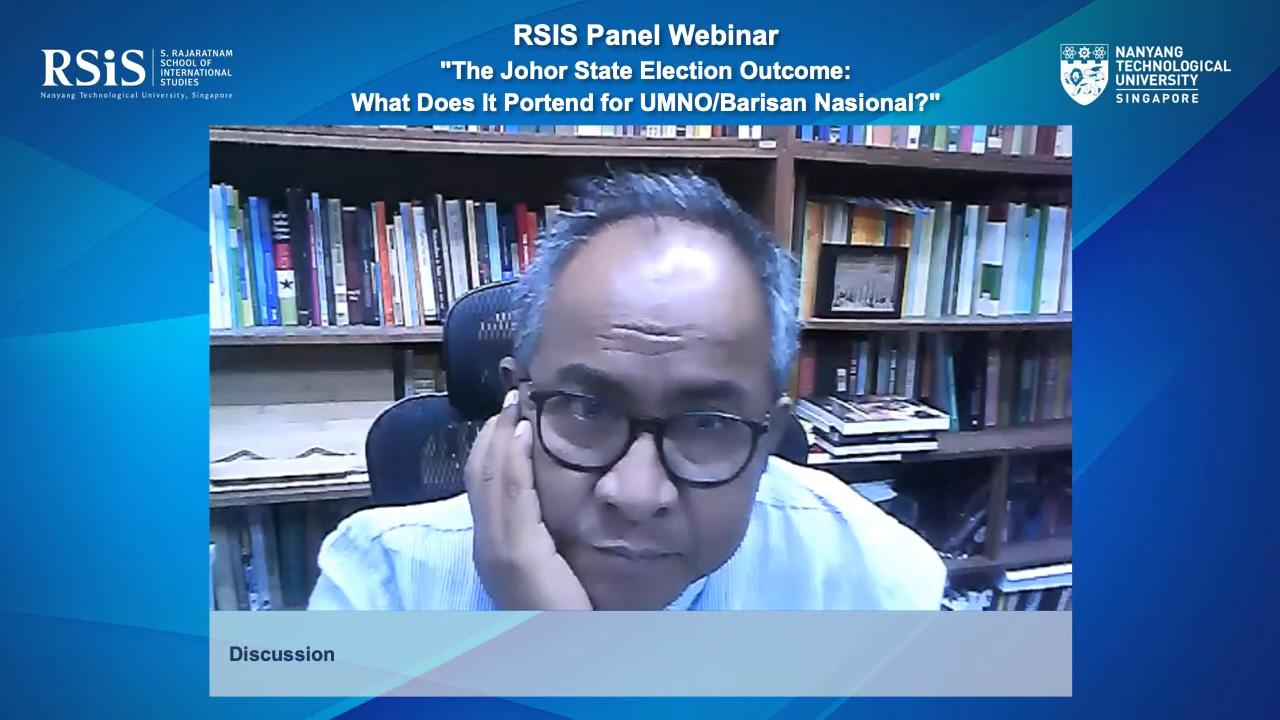 RSIS Panel Webinar
"The Johor State Election Outcome:
What Does It Portend for UMNO/Barisan Nasional?"
RSiS
S. RAJARATNAM
SCHOOL OF
INTERNATIONAL
STUDIES
Nanyang Technological University, Singapore
NANYANG
TECHNOLOGICAL
UNIVERSITY
SINGAPORE
Discussion